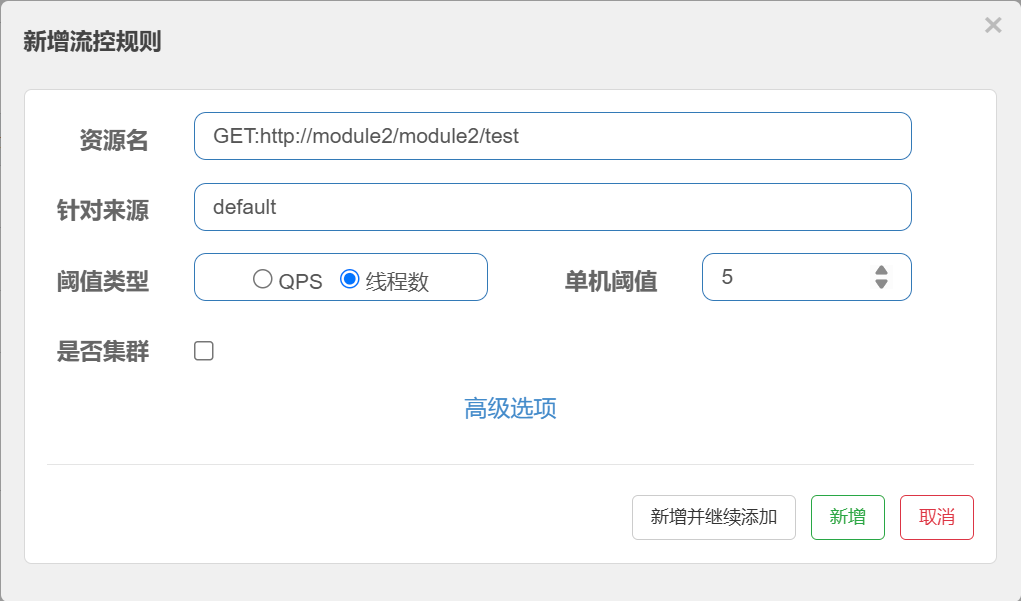 新增流控规则
×
资源名 GET:http://module2/module2/test
针对来源 default
阈值类型 QPS 线程数 单机阈值 5
是否集群
高级选项
新增并继续添加 新增 取消